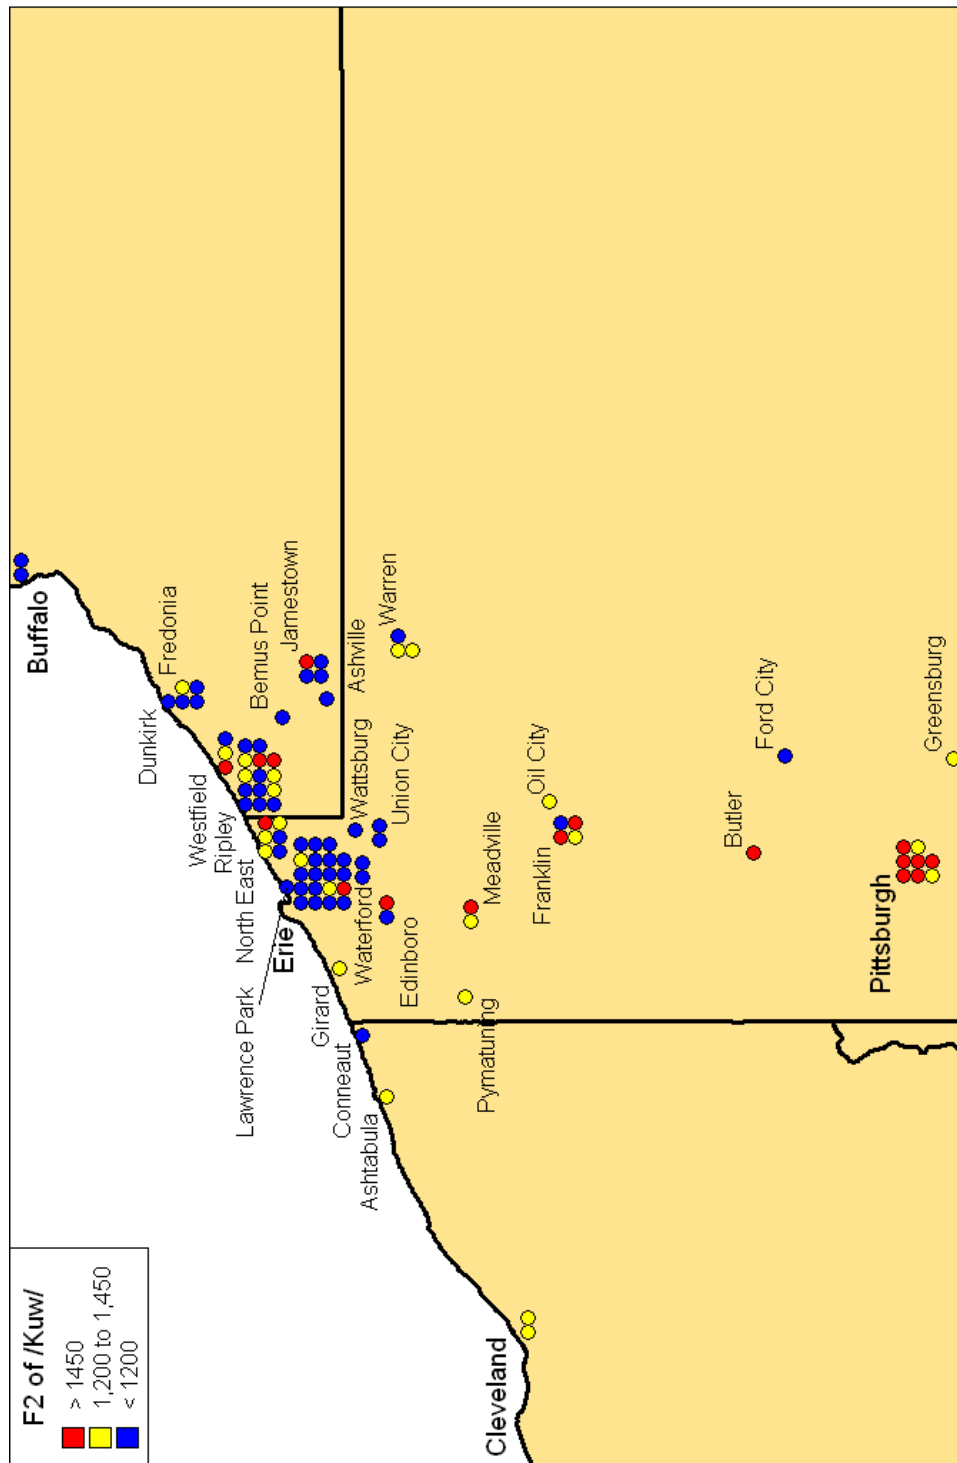 F2 of /Kuw/
> 1450
1,200 to 1,450
< 1200
Buffalo
Dunkirk
Fredonia
Westfield
Ripley
Bemus Point
Jamestown
Ashville
North East
Lawrence Park
Erie
Wattsburg
Warren
Union City
Waterford
Girard
Edinboro
Conneaut
Ashtabula
Meadville
Pymatuning
Oil City
Franklin
Cleveland
Butler
Ford City
Pittsburgh
Greensburg